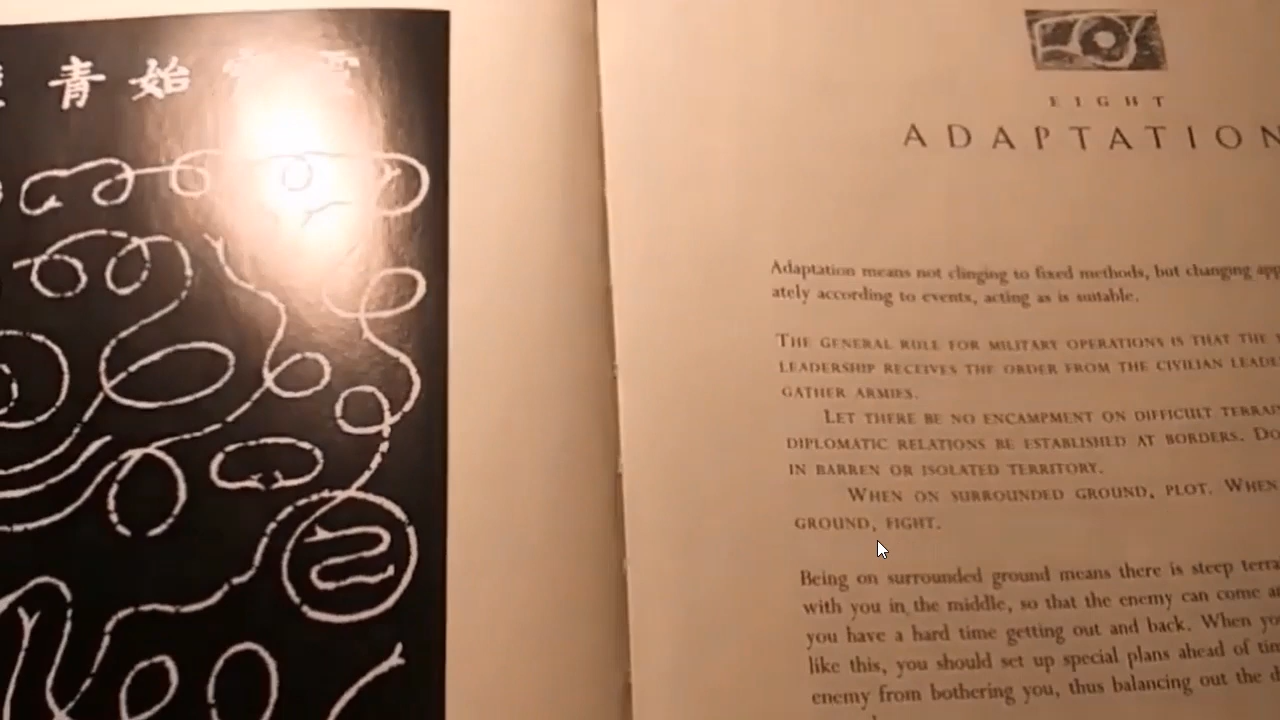 青 始
EIGHT
ADAPTATION
Adaptation means not clinging to fixed methods, but changing
ately according to events, acting as is suitable.
THE GENERAL RULE FOR MILITARY OPERATIONS IS THAT THE
LEADERSHIP RECEIVES THE ORDER FROM THE CIVILIAN
GATHER ARMIES.
LET THERE BE NO ENCAMPMENT ON DIFFICULT
DIPLOMATIC RELATIONS BE ESTABLISHED AT BORDERS.
IN BARREN OR ISOLATED TERRITORY.
WHEN ON SURROUNDED GROUND, PLOT. WHEN
GROUND, FIGHT.
Being on surrounded ground means there is steep
with you in the middle, so that the enemy can come
you have a hard time getting out and back. When
like this, you should set up special plans ahead of
enemy from bothering you, thus balancing out the